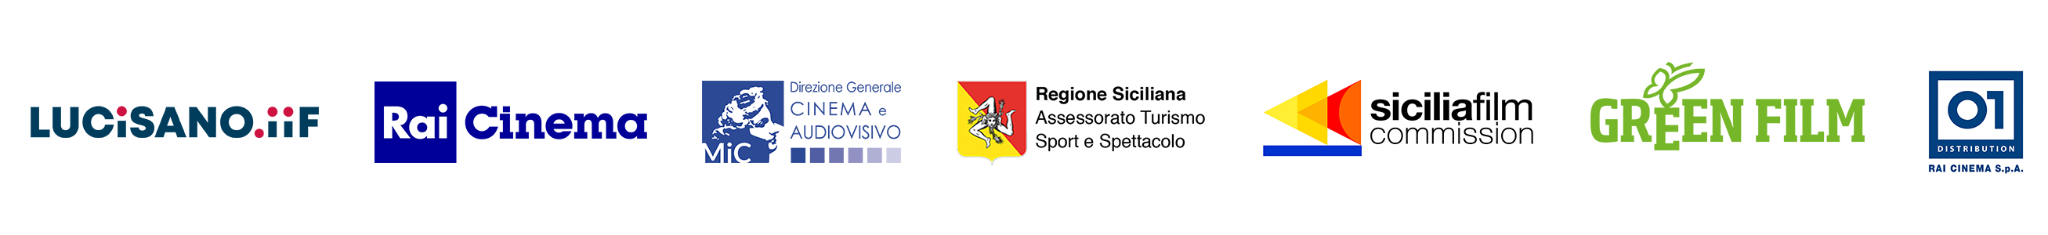 LUCiSANO.iiF
Rai Cinema
MiC
Direzione Generale
CINEMA e
AUDIOVISIVO
Regione Siciliana
Assessorato Turismo
Sport e Spettacolo
siciliafilm
commission
GREEN FILM
01
DISTRIBUTION
RAI CINEMA S.p.A.